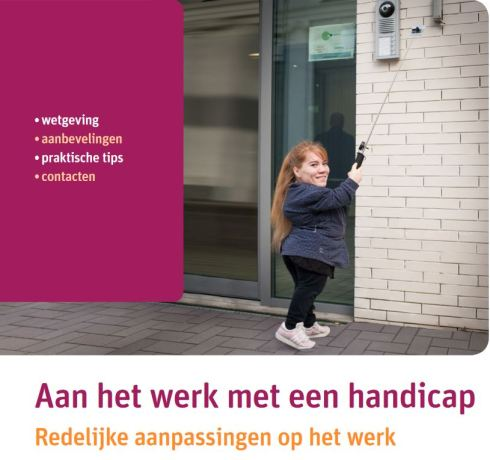 • wetgeving
• aanbevelingen
• praktische tips
• contacten
Aan het werk met een handicap
Redelijke aanpassingen op het werk